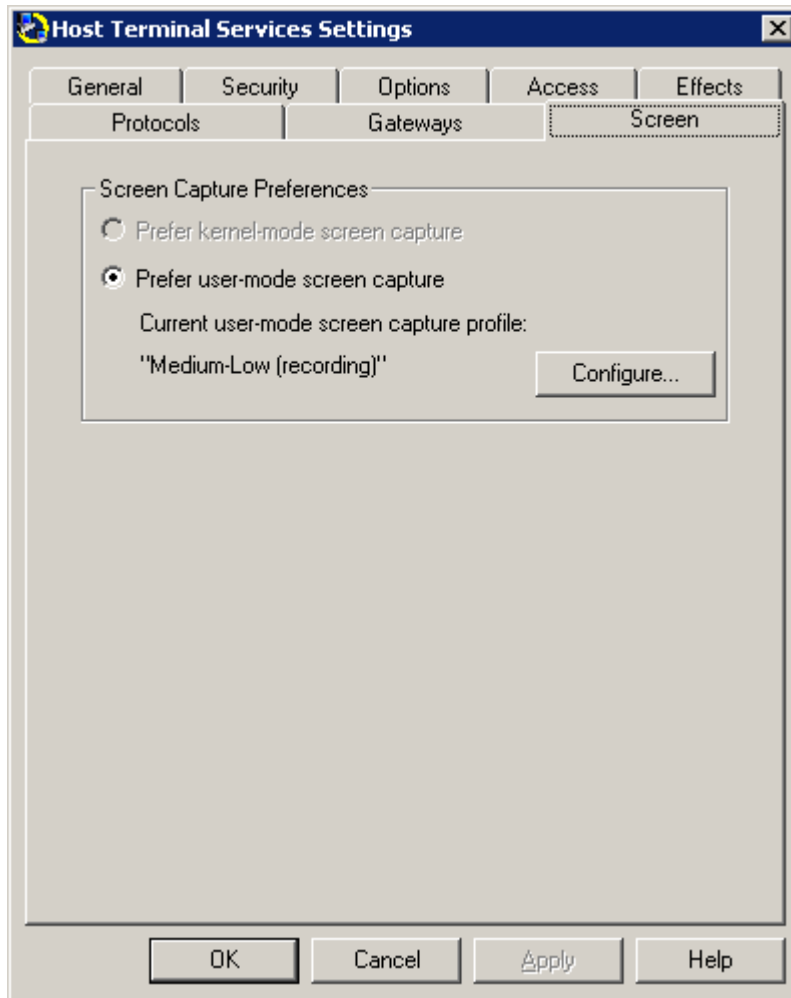 Host Terminal Services Settings
General Security Options Access Effects
Protocols Gateways Screen
Screen Capture Preferences
Prefer kernel-mode screen capture
Prefer user-mode screen capture
Current user-mode screen capture profile:
"Medium-Low (recording)"
Configure...
OK Cancel Apply Help